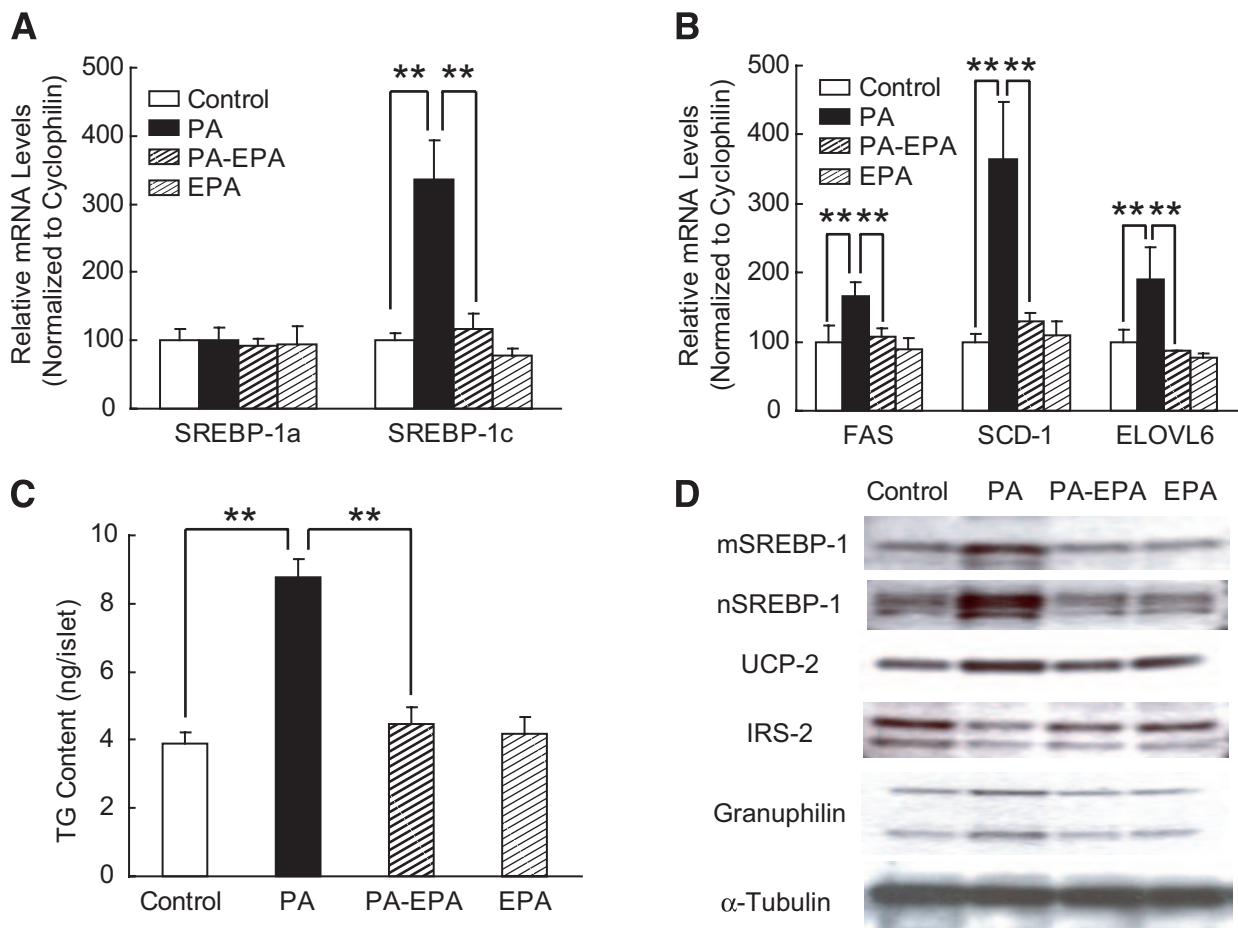 A
Relative mRNA Levels
(Normalized to Cyclophilin)
500
400
300
200
100
0
Control
PA
PA-EPA
EPA
** **
SREBP-1a
SREBP-1c
B
Relative mRNA Levels
(Normalized to Cyclophilin)
500
400
300
200
100
0
Control
PA
PA-EPA
EPA
** **
** **
** **
FAS
SCD-1
ELOVL6
C
TG Content (ng/islet)
10
8
6
4
2
0
** **
Control
PA
PA-EPA
EPA
D
Control PA PA-EPA EPA
mSREBP-1
nSREBP-1
UCP-2
IRS-2
Granuphilin
α-Tubulin